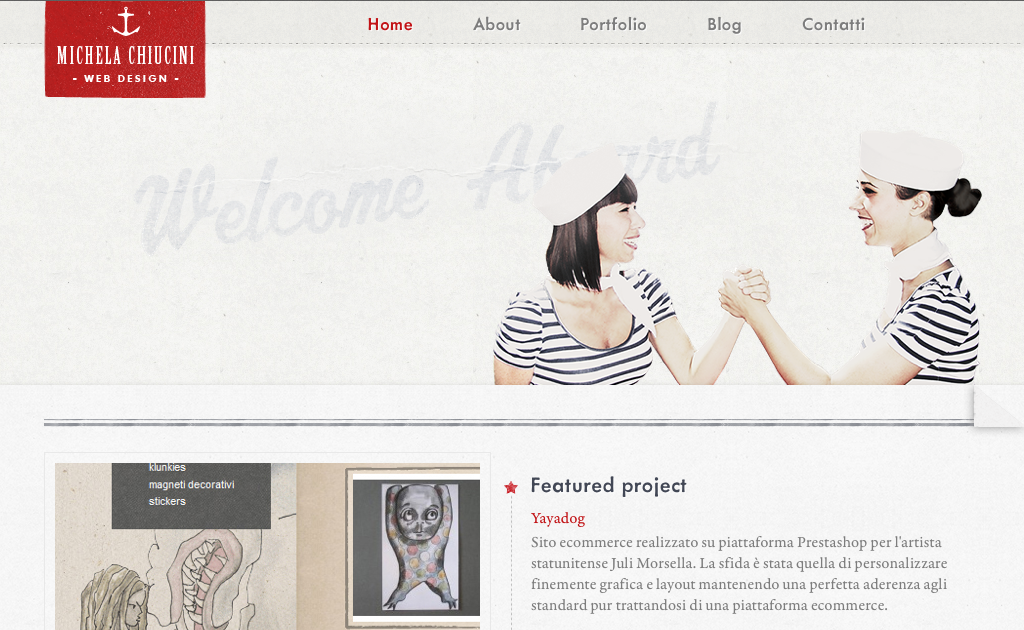 MICHELA CHIUCINI
- WEB DESIGN -
Home
About
Portfolio
Blog
Contatti
Welcome Aboard
klunkies
magneti decorativi
stickers
Featured project
Yayadog
Sito ecommerce realizzato su piattaforma Prestashop per l'artista
statunitense Juli Morsella. La sfida è stata quella di personalizzare
finemente grafica e layout mantenendo una perfetta aderenza agli
standard pur trattandosi di una piattaforma ecommerce.